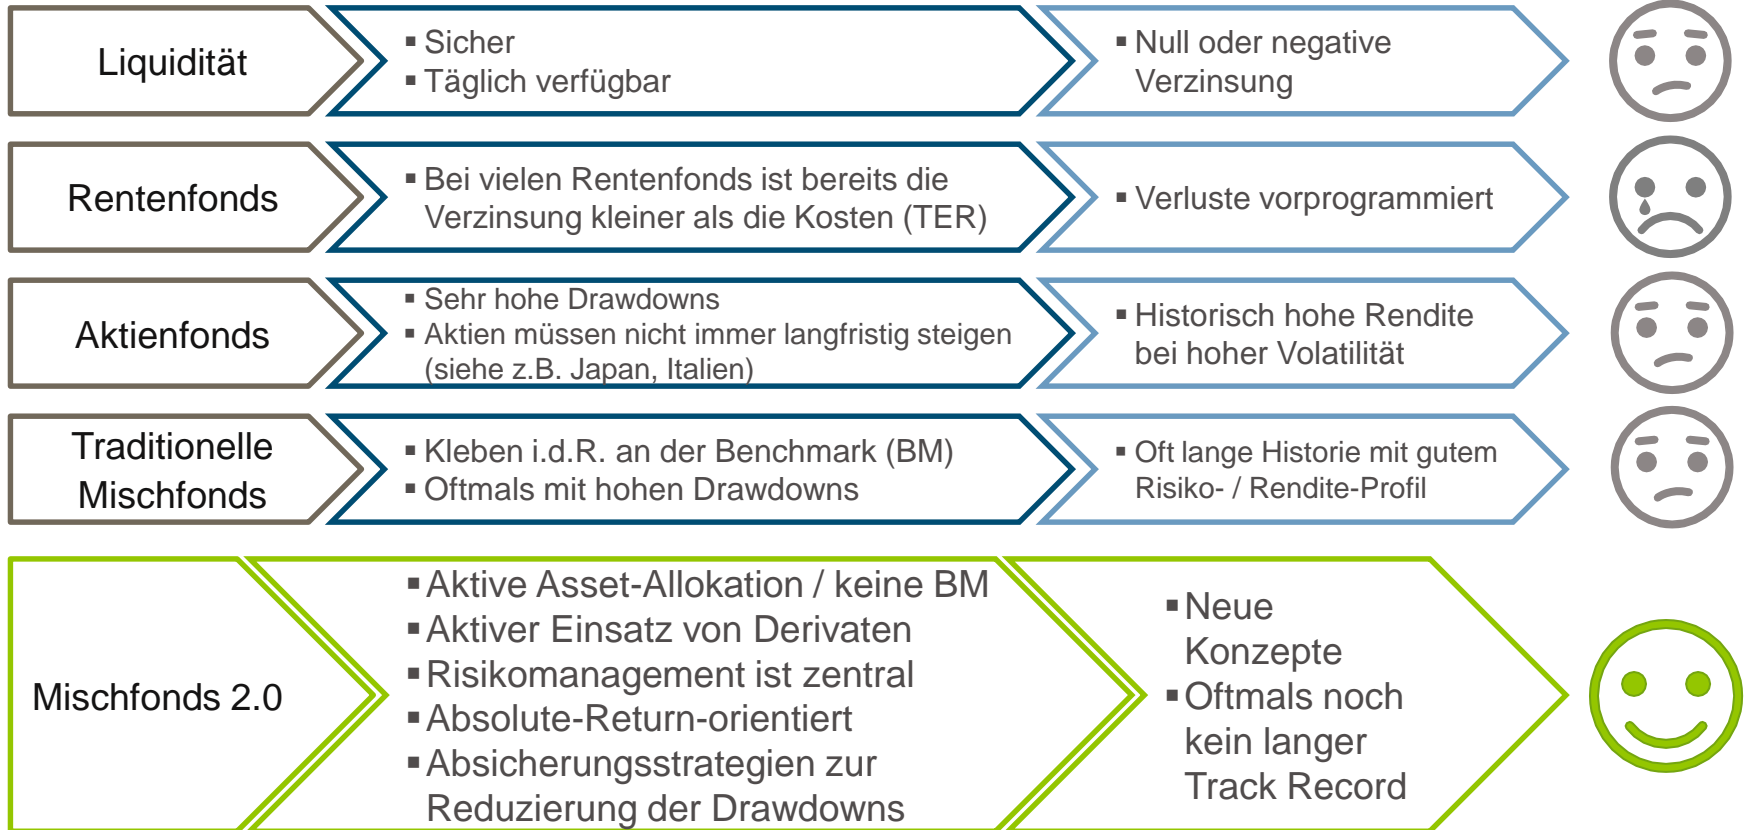 Liquidität
▪ Sicher
▪ Täglich verfügbar
▪ Null oder negative
Verzinsung
Rentenfonds
▪ Bei vielen Rentenfonds ist bereits die
Verzinsung kleiner als die Kosten (TER)
▪ Verluste vorprogrammiert
Aktienfonds
▪ Sehr hohe Drawdowns
▪ Aktien müssen nicht immer langfristig steigen
(siehe z.B. Japan, Italien)
▪ Historisch hohe Rendite
bei hoher Volatilität
Traditionelle
Mischfonds
▪ Kleben i.d.R. an der Benchmark (BM)
▪ Oftmals mit hohen Drawdowns
▪ Oft lange Historie mit gutem
Risiko- / Rendite-Profil
Mischfonds 2.0
▪ Aktive Asset-Allokation / keine BM
▪ Aktiver Einsatz von Derivaten
▪ Risikomanagement ist zentral
▪ Absolute-Return-orientiert
▪ Absicherungsstrategien zur
Reduzierung der Drawdowns
▪ Neue
Konzepte
▪ Oftmals noch
kein langer
Track Record